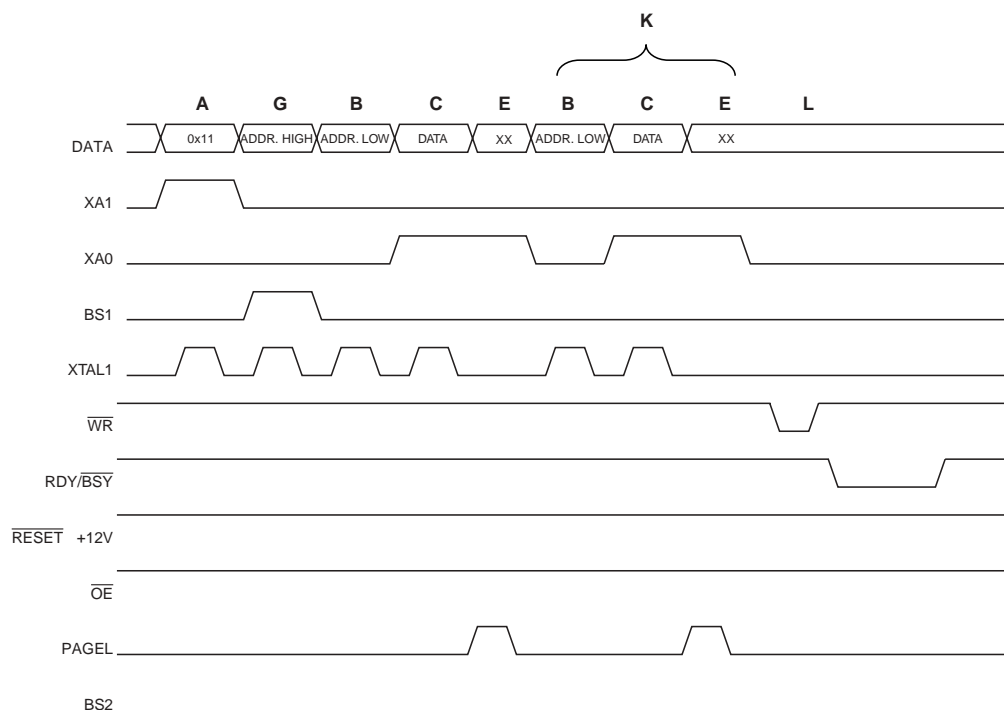 K
A G B C E B C E L
DATA 0x11 ADDR. HIGH ADDR. LOW DATA XX ADDR. LOW DATA XX
XA1
XA0
BS1
XTAL1
WR
RDY/BSY
RESET +12V
OE
PAGEL
BS2